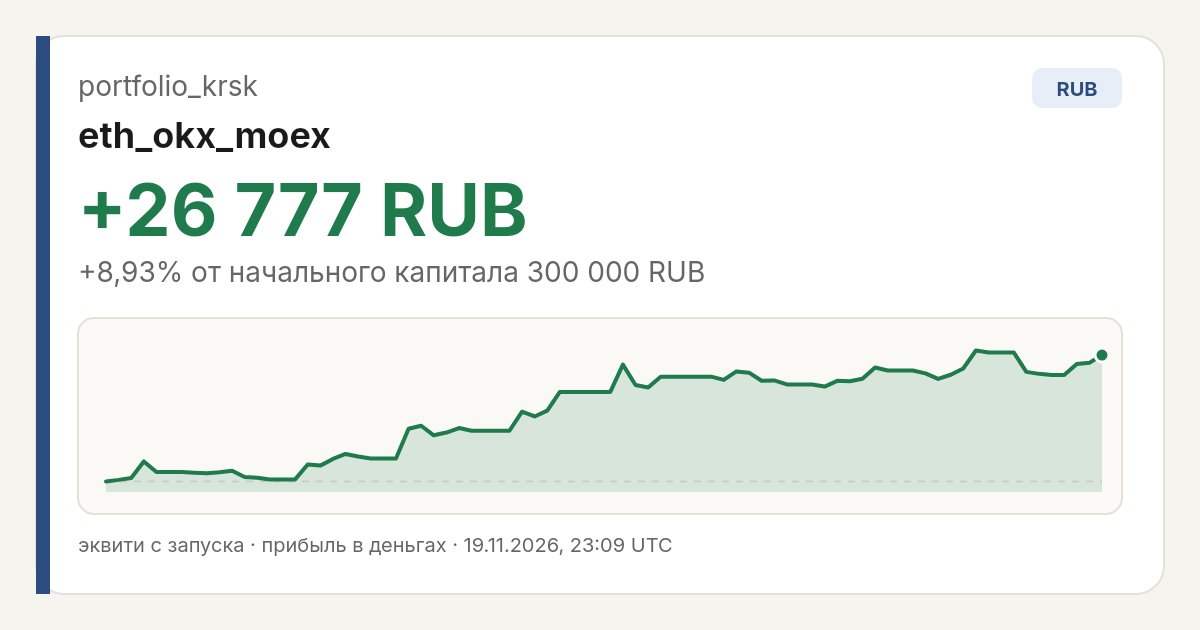 portfolio_krsk
RUB
eth_okx_moex
+26 777 RUB
+8,93% от начального капитала 300 000 RUB
эквити с запуска · прибыль в деньгах · 19.11.2026, 23:09 UTC